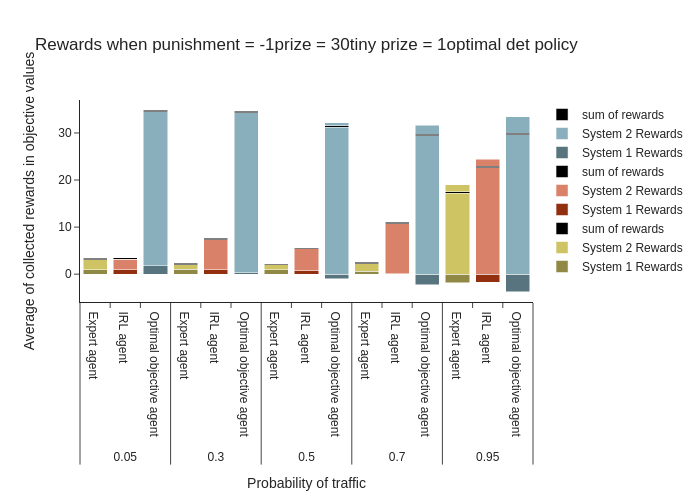 Rewards when punishment = -1prize = 30tiny prize = 1optimal det policy
Average of collected rewards in objective values
30
20
10
0
sum of rewards
System 2 Rewards
System 1 Rewards
sum of rewards
System 2 Rewards
System 1 Rewards
sum of rewards
System 2 Rewards
System 1 Rewards
Expert agent
IRL agent
Optimal objective agent
Expert agent
IRL agent
Optimal objective agent
Expert agent
IRL agent
Optimal objective agent
Expert agent
IRL agent
Optimal objective agent
Expert agent
IRL agent
Optimal objective agent
0.05
0.3
0.5
0.7
0.95
Probability of traffic